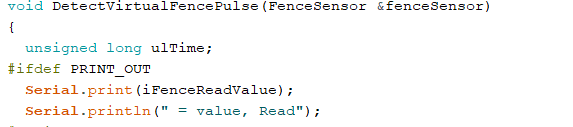 void DetectVirtualFencePulse(FenceSensor &fenceSensor)
{
  unsigned long ulTime;
#ifdef PRINT_OUT
  Serial.print(iFenceReadValue);
  Serial.println(" = value, Read");